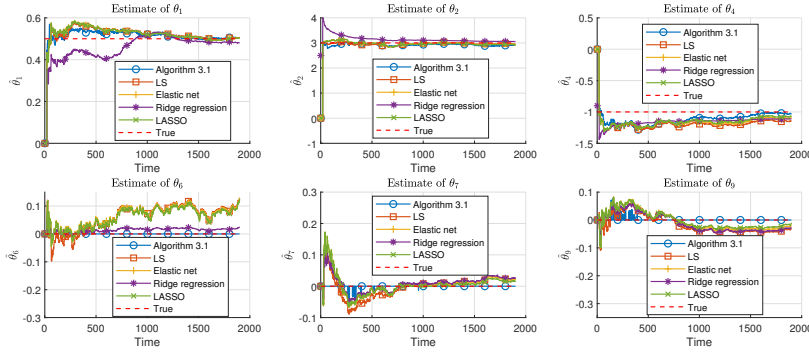 Estimate of θ1
0.6
0.4
0.2
0
θ̂1
0 500 1000 1500 2000
Time
Algorithm 3.1
LS
Elastic net
Ridge regression
LASSO
True
Estimate of θ2
4
3
2
1
0
-1
θ̂2
0 500 1000 1500 2000
Time
Algorithm 3.1
LS
Elastic net
Ridge regression
LASSO
True
Estimate of θ4
0.5
0
-0.5
-1
-1.5
θ̂4
0 500 1000 1500 2000
Time
Algorithm 3.1
LS
Elastic net
Ridge regression
LASSO
True
Estimate of θ6
0.1
0
-0.1
-0.2
-0.3
θ̂6
0 500 1000 1500 2000
Time
Algorithm 3.1
LS
Elastic net
Ridge regression
LASSO
True
Estimate of θ7
0.3
0.2
0.1
0
-0.1
θ̂7
0 500 1000 1500 2000
Time
Algorithm 3.1
LS
Elastic net
Ridge regression
LASSO
True
Estimate of θ9
0.1
0
-0.1
-0.2
-0.3
θ̂9
0 500 1000 1500 2000
Time
Algorithm 3.1
LS
Elastic net
Ridge regression
LASSO
True